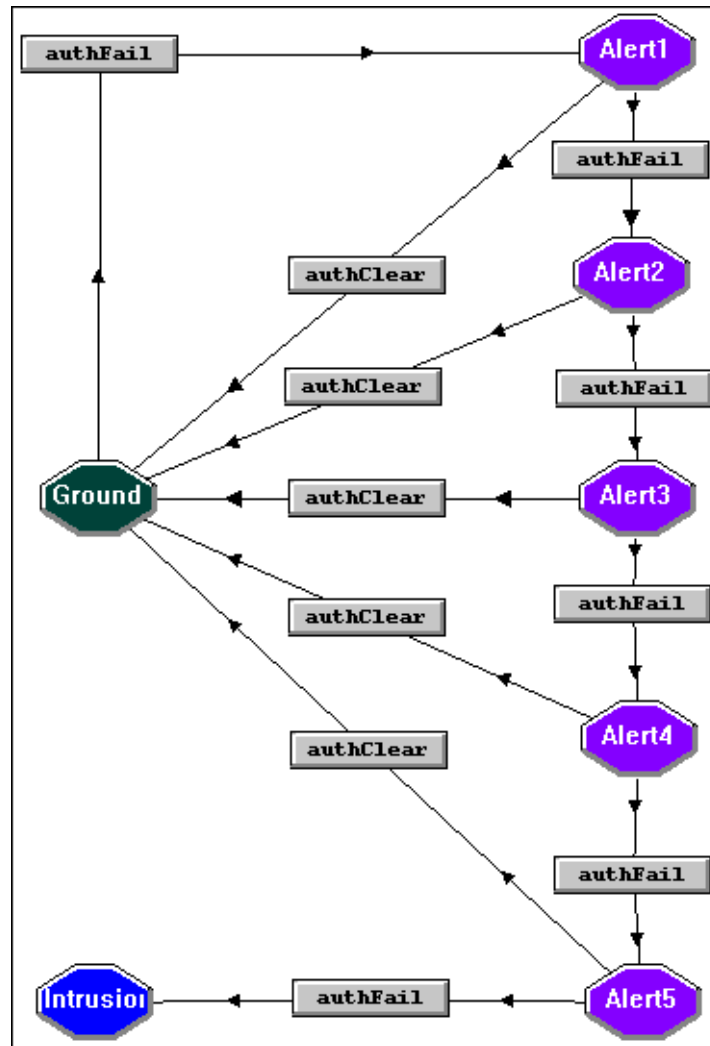 authFail
Alert1
authFail
authClear
Alert2
authClear
authFail
Ground
authClear
Alert3
authClear
authFail
authClear
Alert4
authFail
Intrusion
authFail
Alert5